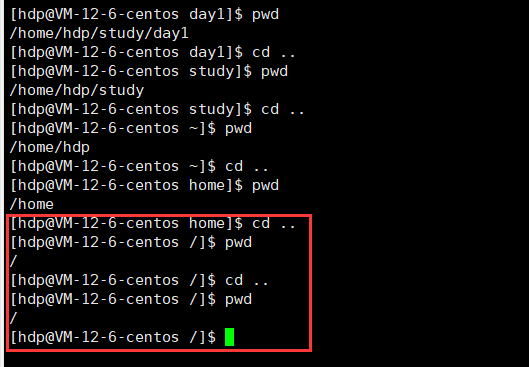 [hdp@VM-12-6-centos day1]$ pwd
/home/hdp/study/day1
[hdp@VM-12-6-centos day1]$ cd ..
[hdp@VM-12-6-centos study]$ pwd
/home/hdp/study
[hdp@VM-12-6-centos study]$ cd ..
[hdp@VM-12-6-centos ~]$ pwd
/home/hdp
[hdp@VM-12-6-centos ~]$ cd ..
[hdp@VM-12-6-centos home]$ pwd
/home
[hdp@VM-12-6-centos home]$ cd ..
[hdp@VM-12-6-centos /]$ pwd
/
[hdp@VM-12-6-centos /]$ cd ..
[hdp@VM-12-6-centos /]$ pwd
/
[hdp@VM-12-6-centos /]$